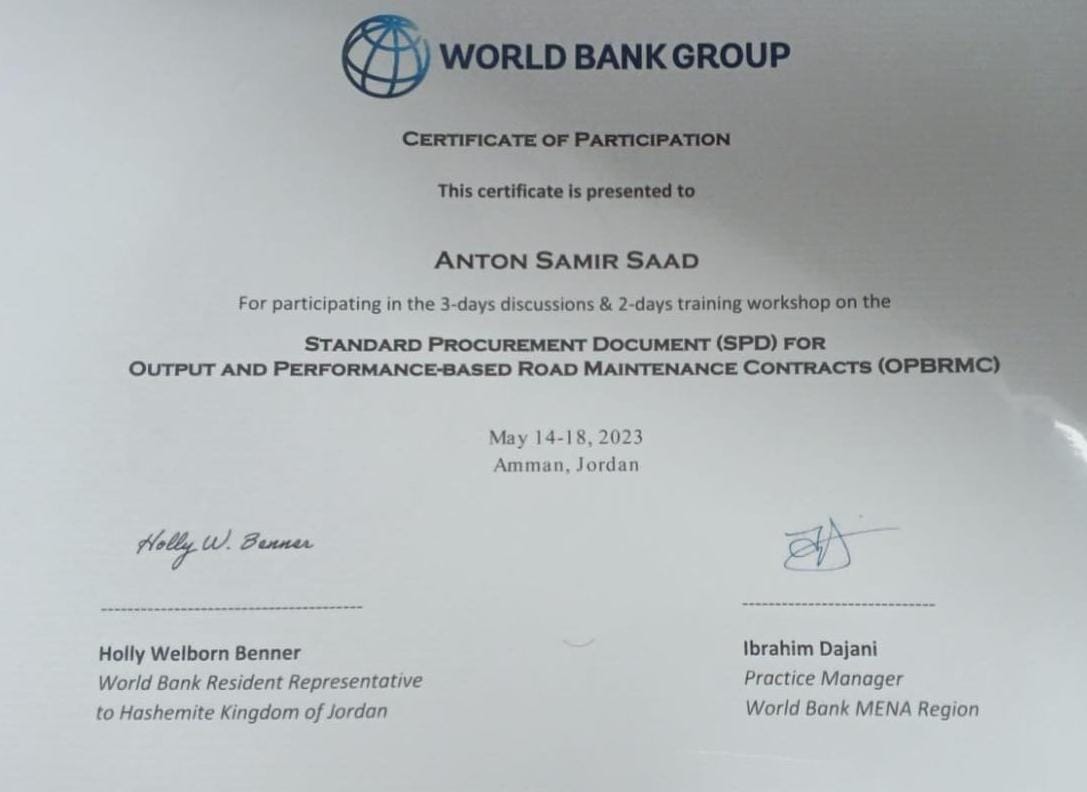 WORLD BANK GROUP
CERTIFICATE OF PARTICIPATION
This certificate is presented to
ANTON SAMIR SAAD
For participating in the 3-days discussions & 2-days training workshop on the
STANDARD PROCUREMENT DOCUMENT (SPD) FOR
OUTPUT AND PERFORMANCE-BASED ROAD MAINTENANCE CONTRACTS (OPBRMC)
May 14-18, 2023
Amman, Jordan
Holly W. Benner
Holly Welborn Benner
World Bank Resident Representative
to Hashemite Kingdom of Jordan
Ibrahim Dajani
Practice Manager
World Bank MENA Region